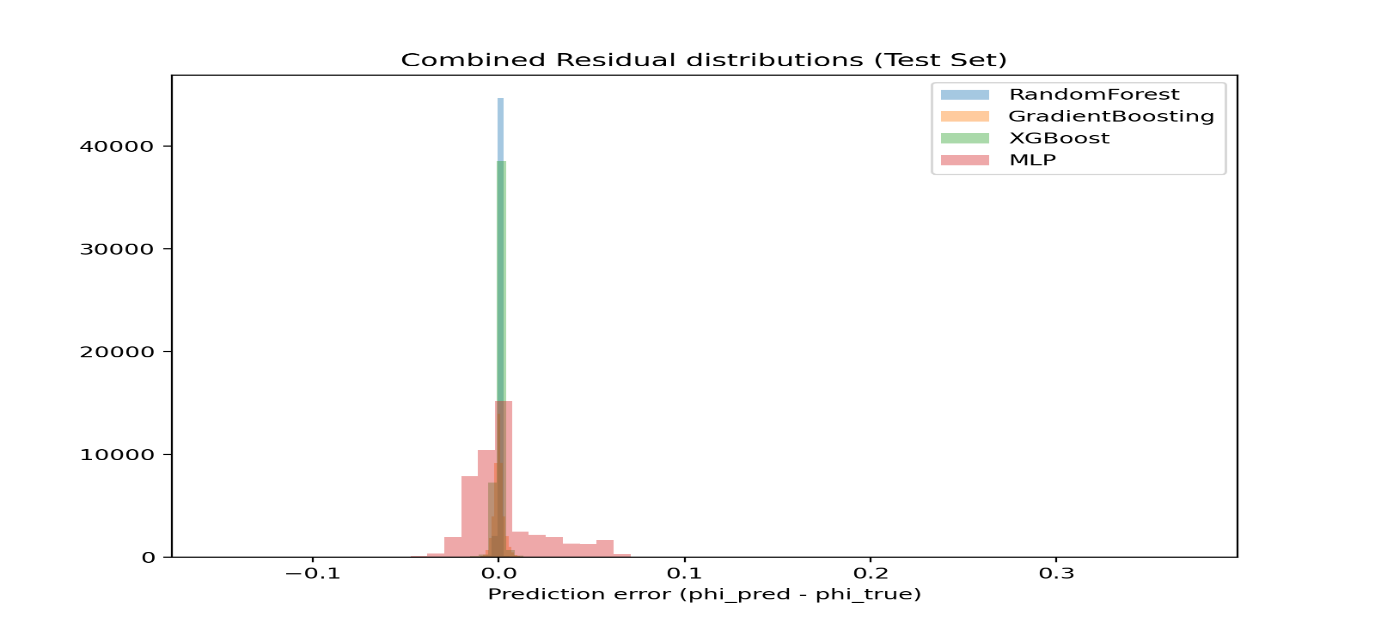 Combined Residual distributions (Test Set)
RandomForest
GradientBoosting
XGBoost
MLP
40000
30000
20000
10000
0
−0.1 0.0 0.1 0.2 0.3
Prediction error (phi_pred - phi_true)